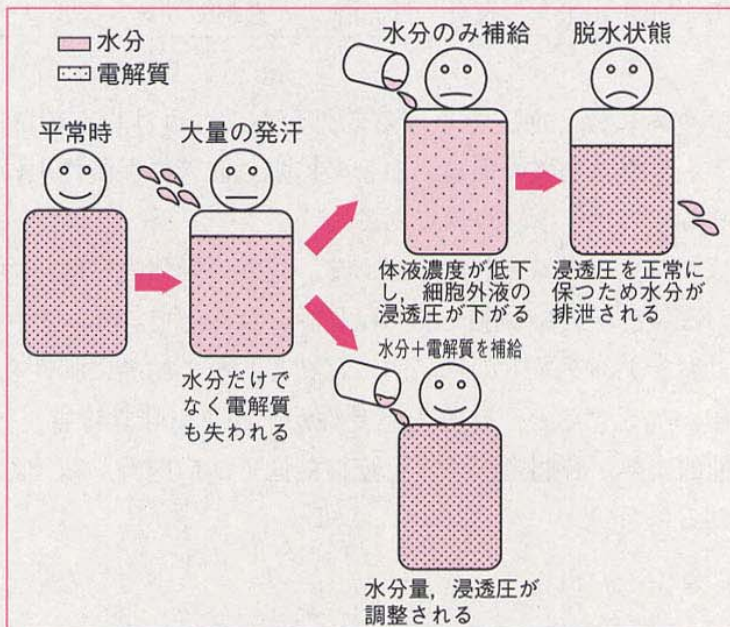 水分
電解質
平常時
大量の発汗
水分だけで
なく電解質
も失われる
水分のみ補給
体液濃度が低下
し，細胞外液の
浸透圧が下がる
脱水状態
浸透圧を正常に
保つため水分が
排泄される
水分＋電解質を補給
水分量，浸透圧が
調整される